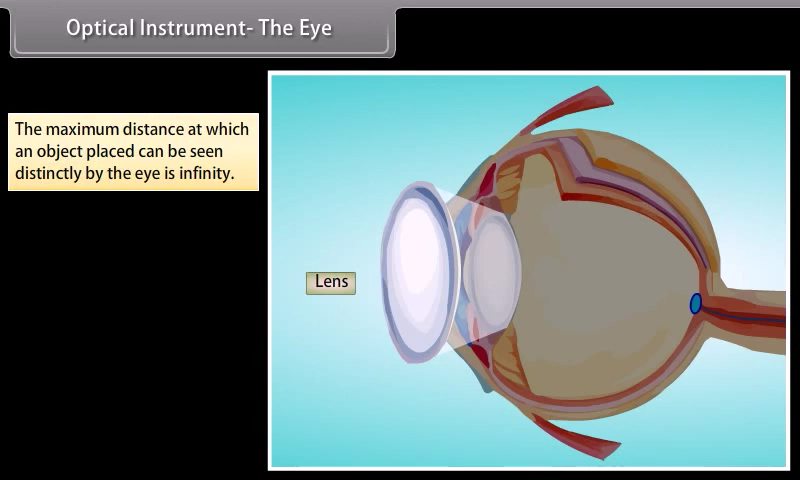 Optical Instrument- The Eye
The maximum distance at which
an object placed can be seen
distinctly by the eye is infinity.
Lens